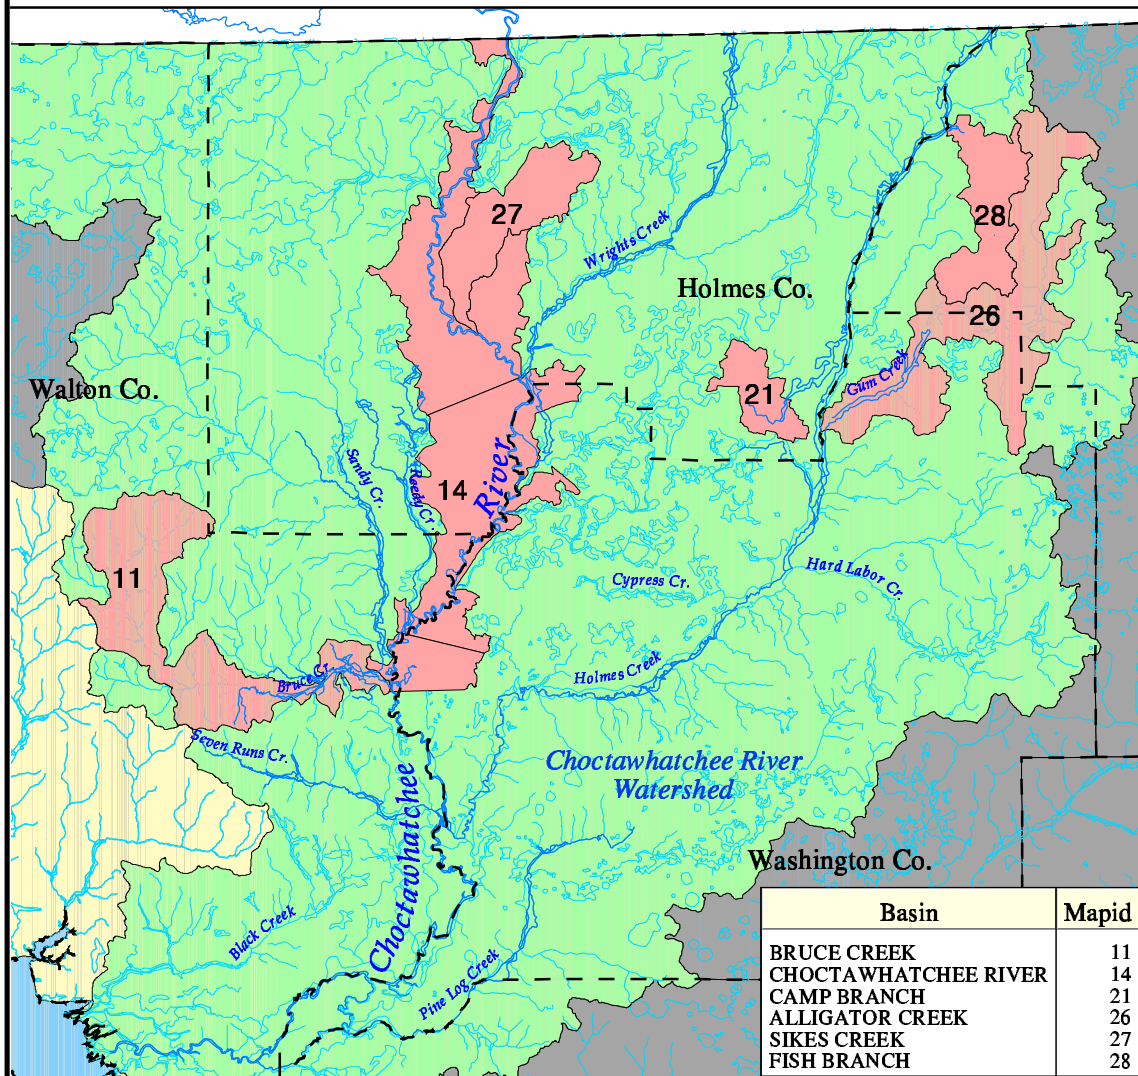 27
Wrights Creek
28
Holmes Co.
26
Walton Co.
Gum Creek
21
River
14
Sandy Cr.
Reedy Cr.
11
Cypress Cr.
Hard Labor Cr.
Bruce Cr.
Holmes Creek
Seven Runs Cr.
Choctawhatchee River
Watershed
Choctawhatchee
Washington Co.
Black Creek
Pine Log Creek
Basin Mapid
BRUCE CREEK 11
CHOCTAWHATCHEE RIVER 14
CAMP BRANCH 21
ALLIGATOR CREEK 26
SIKES CREEK 27
FISH BRANCH 28